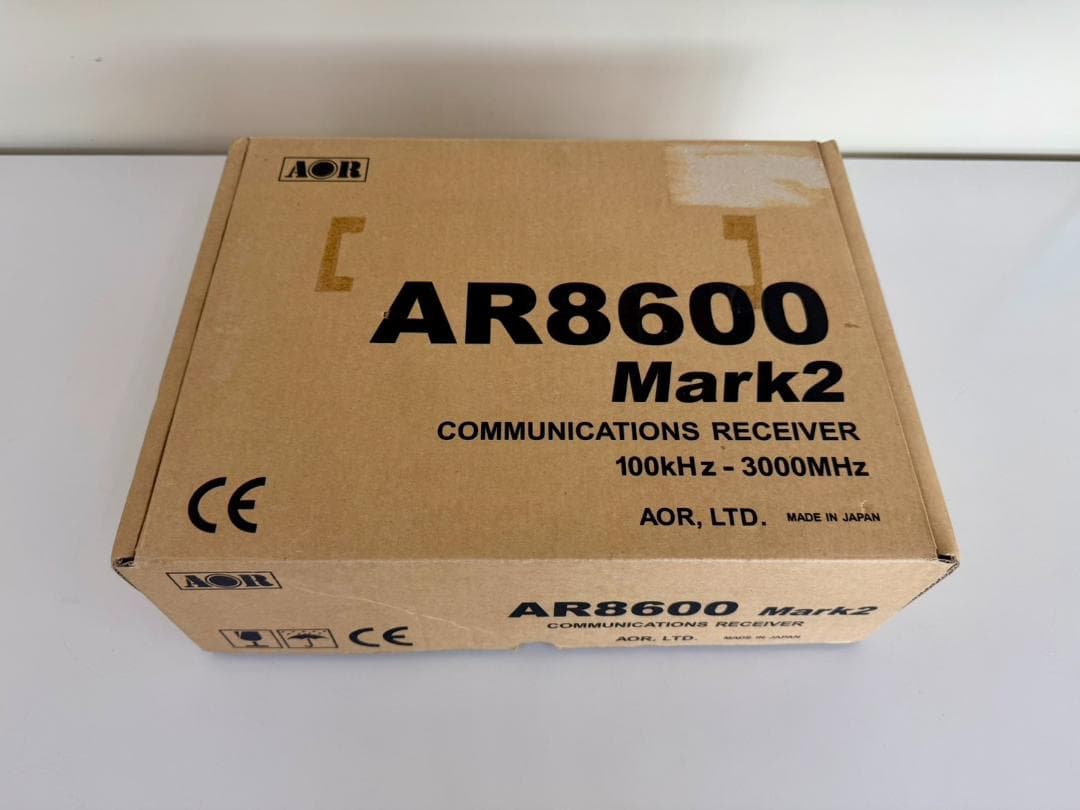 AOR
AR8600
Mark2
COMMUNICATIONS RECEIVER
100kHz - 3000MHz
CE
AOR, LTD. MADE IN JAPAN
AOR
AR8600 Mark2
COMMUNICATIONS RECEIVER
CE
AOR, LTD. MADE IN JAPAN